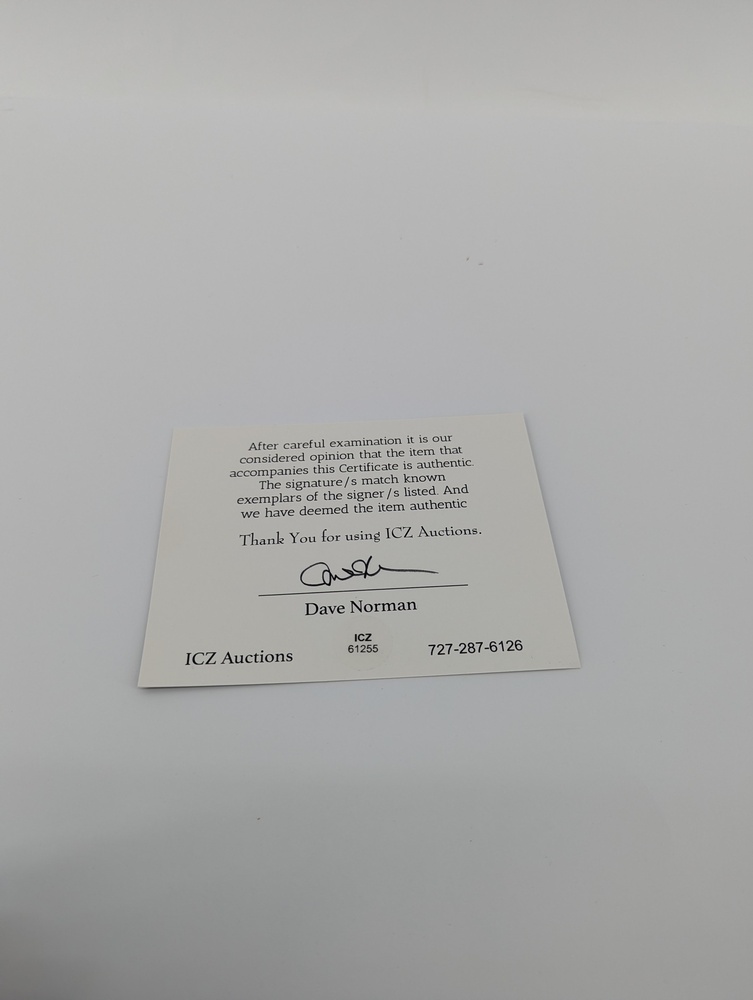 After careful examination it is our
considered opinion that the item that
accompanies this Certificate is authentic.
The signature/s match known
exemplars of the signer/s listed. And
we have deemed the item authentic
Thank You for using ICZ Auctions.
Dave Norman
ICZ
61255
ICZ Auctions
727-287-6126